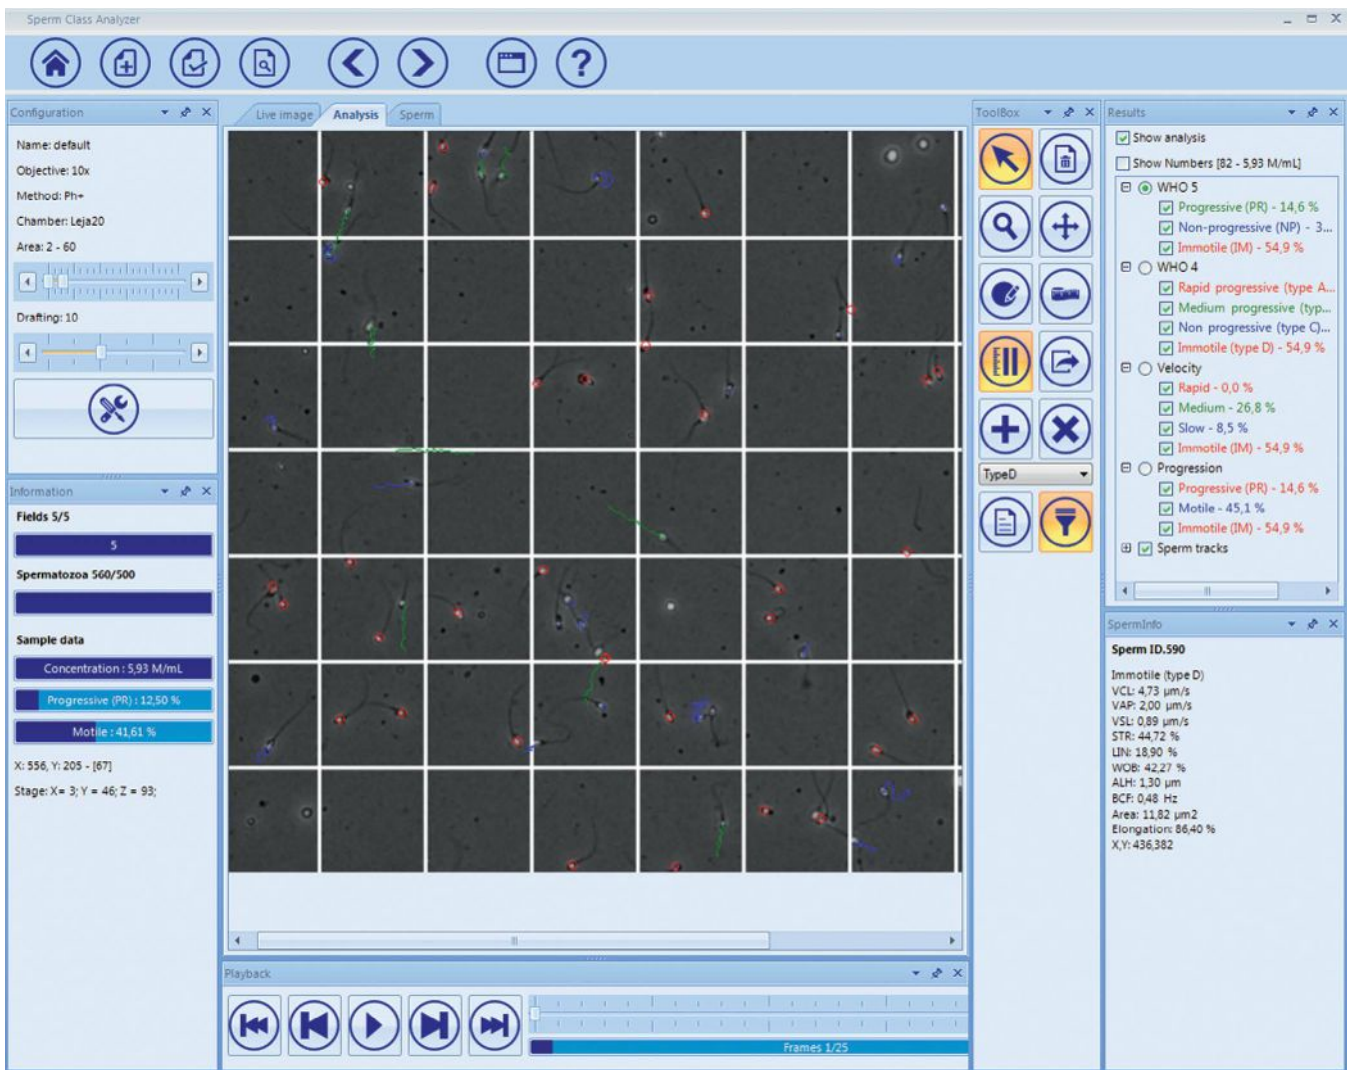 Sperm Class Analyzer
Configuration
Name: default
Objective: 10x
Method: Ph+
Chamber: Leja20
Area: 2 - 60
Drafting: 10
Information
Fields 5/5
5
Spermatozoa 560/500
Sample data
Concentration : 5,93 M/mL
Progressive (PR) : 12,50 %
Motile : 41,61 %
X: 556, Y: 205 - [67]
Stage: X= 3; Y = 46; Z = 93;
Live image
Analysis
Sperm
Playback
Frames 1/25
ToolBox
TypeD
Results
Show analysis
Show Numbers [82 - 5,93 M/mL]
WHO 5
Progressive (PR) - 14,6 %
Non-progressive (NP) - 3...
Immotile (IM) - 54,9 %
WHO 4
Rapid progressive (type A...
Medium progressive (typ...
Non progressive (type C)...
Immotile (type D) - 54,9 %
Velocity
Rapid - 0,0 %
Medium - 26,8 %
Slow - 8,5 %
Immotile (IM) - 54,9 %
Progression
Progressive (PR) - 14,6 %
Motile - 45,1 %
Immotile (IM) - 54,9 %
Sperm tracks
SpermInfo
Sperm ID.590
Immotile (type D)
VCL: 4,73 µm/s
VAP: 2,00 µm/s
VSL: 0,89 µm/s
STR: 44,72 %
LIN: 18,90 %
WOB: 42,27 %
ALH: 1,30 µm
BCF: 0,48 Hz
Area: 11,82 µm2
Elongation: 86,40 %
X,Y: 436,382